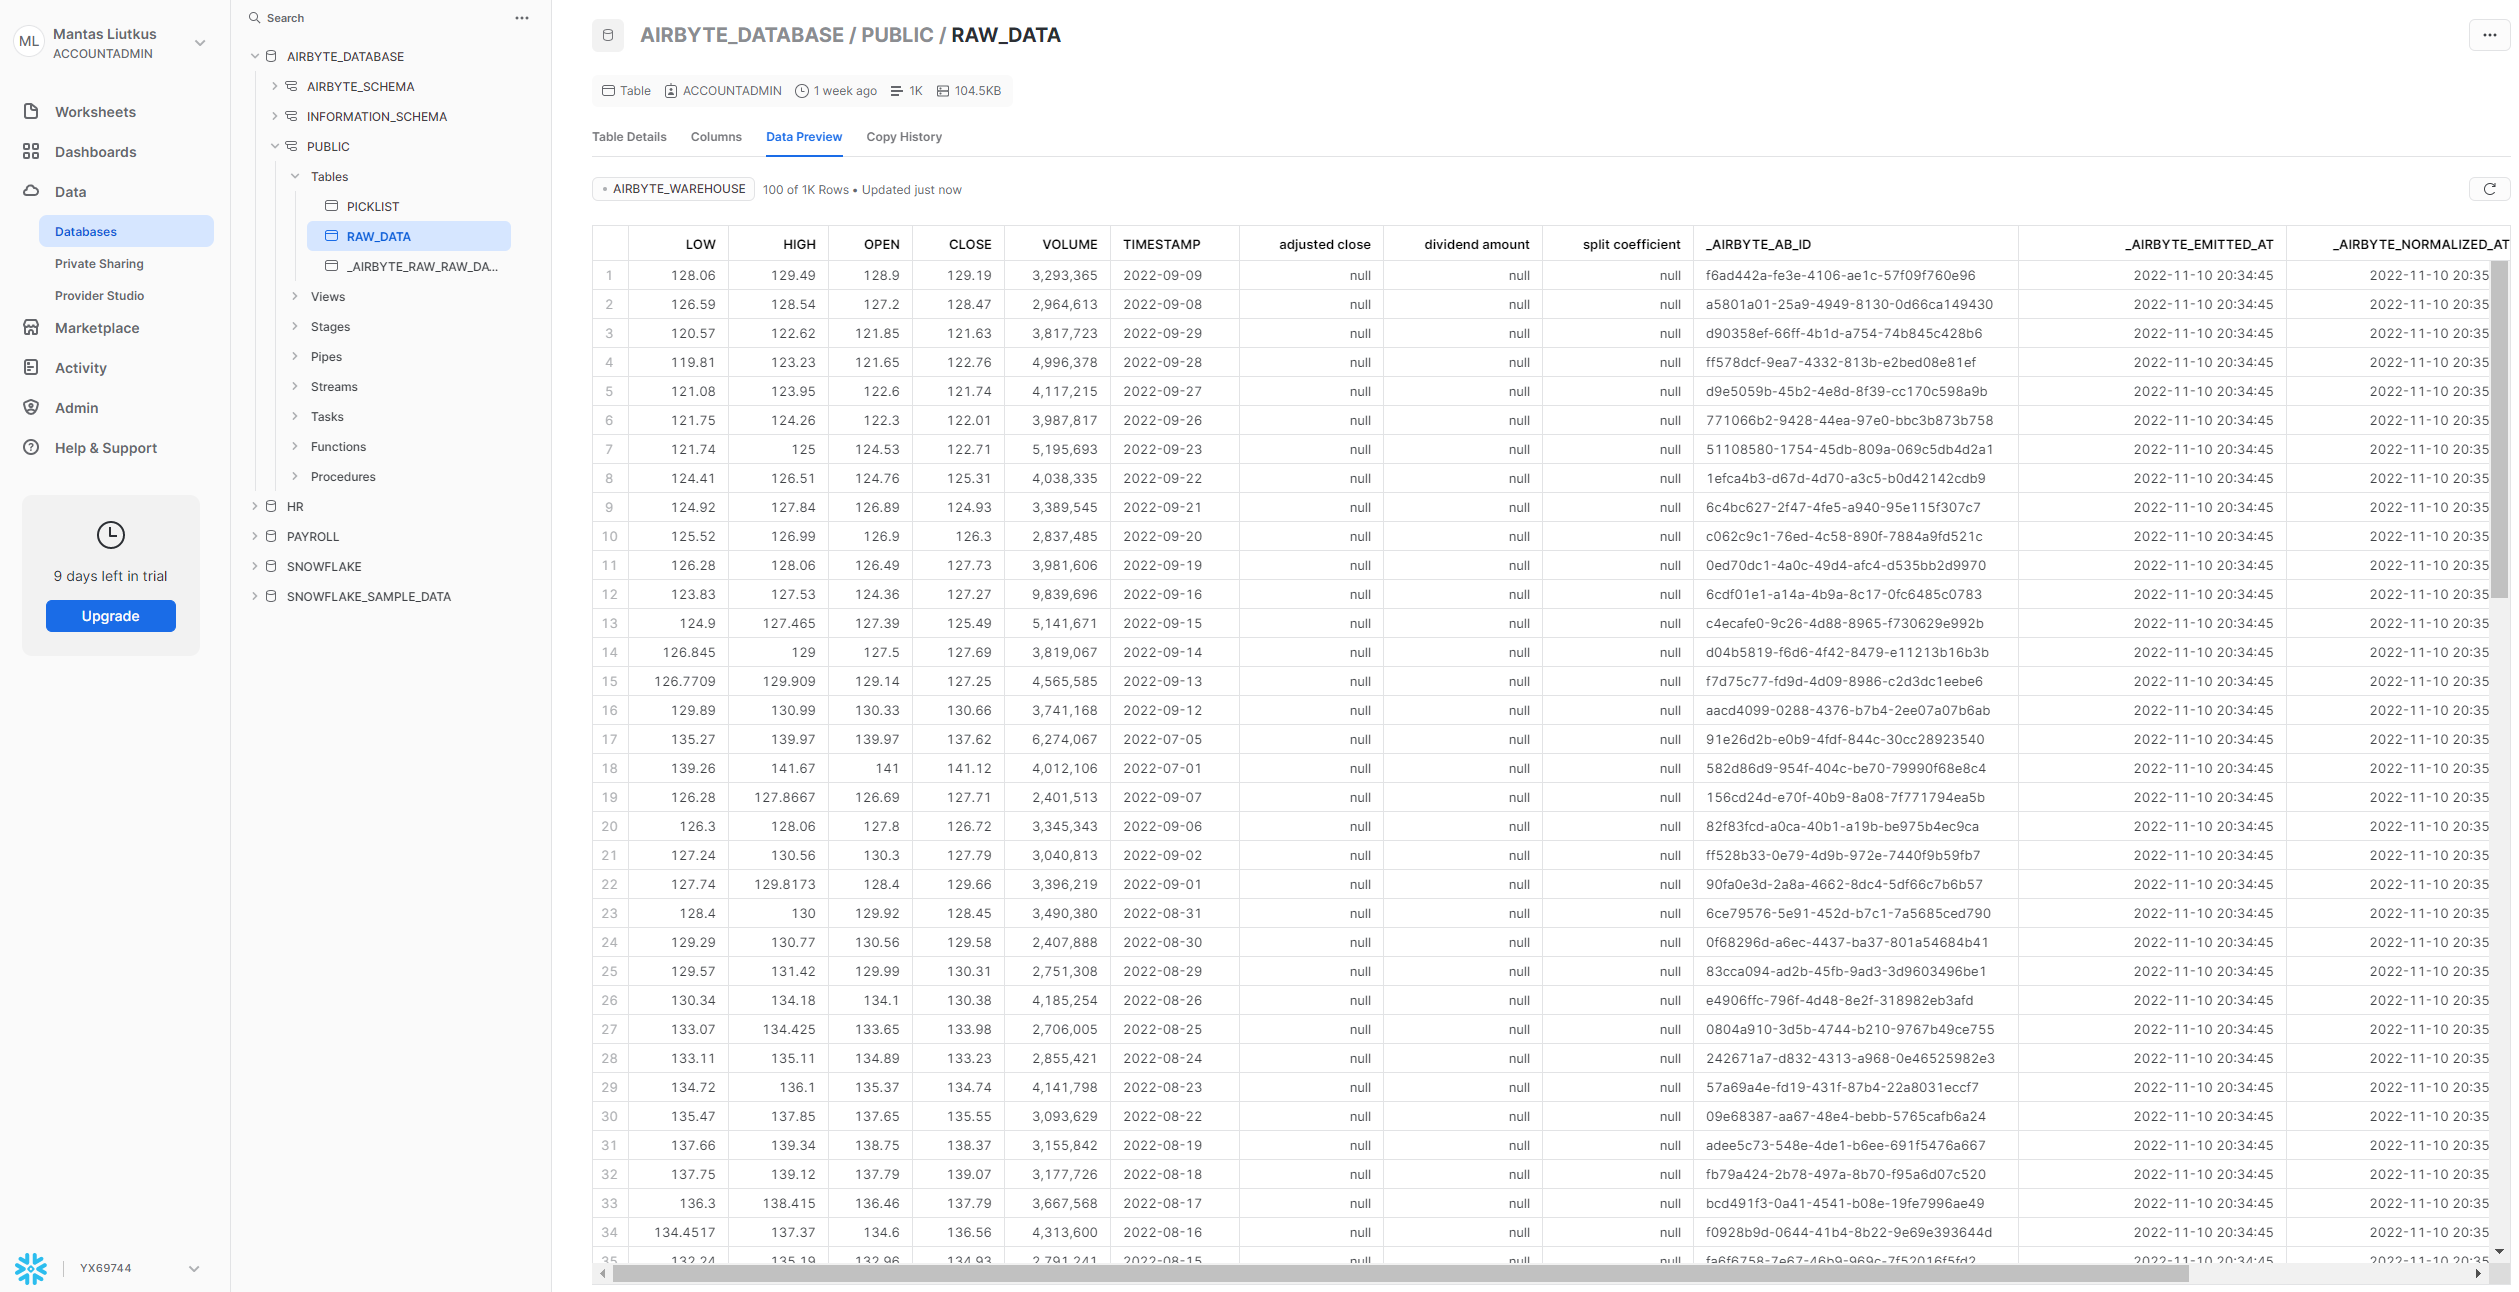 ML Mantas Liutkus
ACCOUNTADMIN
Worksheets
Dashboards
Data
Databases
Private Sharing
Provider Studio
Marketplace
Activity
Admin
Help & Support
9 days left in trial
Upgrade
YX69744
Search
AIRBYTE_DATABASE
AIRBYTE_SCHEMA
INFORMATION_SCHEMA
PUBLIC
Tables
PICKLIST
RAW_DATA
_AIRBYTE_RAW_RAW_DA...
Views
Stages
Pipes
Streams
Tasks
Functions
Procedures
HR
PAYROLL
SNOWFLAKE
SNOWFLAKE_SAMPLE_DATA
AIRBYTE_DATABASE / PUBLIC / RAW_DATA
Table ACCOUNTADMIN 1 week ago 1K 104.5KB
Table Details Columns Data Preview Copy History
AIRBYTE_WAREHOUSE 100 of 1K Rows • Updated just now
LOW HIGH OPEN CLOSE VOLUME TIMESTAMP adjusted close dividend amount split coefficient _AIRBYTE_AB_ID _AIRBYTE_EMITTED_AT _AIRBYTE_NORMALIZED_AT
1 128.06 129.49 128.9 129.19 3,293,365 2022-09-09 null null null f6ad442a-fe3e-4106-ae1c-57f09f760e96 2022-11-10 20:34:45 2022-11-10 20:35
2 126.59 128.54 127.2 128.47 2,964,613 2022-09-08 null null null a5801a01-25a9-4949-8130-0d66ca149430 2022-11-10 20:34:45 2022-11-10 20:35
3 120.57 122.62 121.85 121.63 3,817,723 2022-09-29 null null null d90358ef-66ff-4b1d-a754-74b845c428b6 2022-11-10 20:34:45 2022-11-10 20:35
4 119.81 123.23 121.65 122.76 4,996,378 2022-09-28 null null null ff578dcf-9ea7-4332-813b-e2bed08e81ef 2022-11-10 20:34:45 2022-11-10 20:35
5 121.08 123.95 122.6 121.74 4,117,215 2022-09-27 null null null d9e5059b-45b2-4e8d-8f39-cc170c598a9b 2022-11-10 20:34:45 2022-11-10 20:35
6 121.75 124.26 122.3 122.01 3,987,817 2022-09-26 null null null 771066b2-9428-44ea-97e0-bbc3b873b758 2022-11-10 20:34:45 2022-11-10 20:35
7 121.74 125 124.53 122.71 5,195,693 2022-09-23 null null null 51108580-1754-45db-809a-069c5db4d2a1 2022-11-10 20:34:45 2022-11-10 20:35
8 124.41 126.51 124.76 125.31 4,038,335 2022-09-22 null null null 1efca4b3-d67d-4d70-a3c5-b0d42142cdb9 2022-11-10 20:34:45 2022-11-10 20:35
9 124.92 127.84 126.89 124.93 3,389,545 2022-09-21 null null null 6c4bc627-2f47-4fe5-a940-95e115f307c7 2022-11-10 20:34:45 2022-11-10 20:35
10 125.52 126.99 126.9 126.3 2,837,485 2022-09-20 null null null c062c9c1-76ed-4c58-890f-7884a9fd521c 2022-11-10 20:34:45 2022-11-10 20:35
11 126.28 128.06 126.49 127.73 3,981,606 2022-09-19 null null null 0ed70dc1-4a0c-49d4-afc4-d535bb2d9970 2022-11-10 20:34:45 2022-11-10 20:35
12 123.83 127.53 124.36 127.27 9,839,696 2022-09-16 null null null 6cdf01e1-a14a-4b9a-8c17-0fc6485c0783 2022-11-10 20:34:45 2022-11-10 20:35
13 124.9 127.465 127.39 125.49 5,141,671 2022-09-15 null null null c4ecafe0-9c26-4d88-8965-f730629e992b 2022-11-10 20:34:45 2022-11-10 20:35
14 126.845 129 127.5 127.69 3,819,067 2022-09-14 null null null d04b5819-f6d6-4f42-8479-e11213b16b3b 2022-11-10 20:34:45 2022-11-10 20:35
15 126.7709 129.909 129.14 127.25 4,565,585 2022-09-13 null null null f7d75c77-fd9d-4d09-8986-c2d3dc1eebe6 2022-11-10 20:34:45 2022-11-10 20:35
16 129.89 130.99 130.33 130.66 3,741,168 2022-09-12 null null null aacd4099-0288-4376-b7b4-2ee07a07b6ab 2022-11-10 20:34:45 2022-11-10 20:35
17 135.27 139.97 139.97 137.62 6,274,067 2022-07-05 null null null 91e26d2b-e0b9-4fdf-844c-30cc28923540 2022-11-10 20:34:45 2022-11-10 20:35
18 139.26 141.67 141 141.12 4,012,106 2022-07-01 null null null 582d86d9-954f-404c-be70-79990f68e8c4 2022-11-10 20:34:45 2022-11-10 20:35
19 126.28 127.8667 126.69 127.71 2,401,513 2022-09-07 null null null 156cd24d-e70f-40b9-8a08-7f771794ea5b 2022-11-10 20:34:45 2022-11-10 20:35
20 126.3 128.06 127.8 126.72 3,345,343 2022-09-06 null null null 82f83fcd-a0ca-40b1-a19b-be975b4ec9ca 2022-11-10 20:34:45 2022-11-10 20:35
21 127.24 130.56 130.3 127.79 3,040,813 2022-09-02 null null null ff528b33-0e79-4d9b-972e-7440f9b59fb7 2022-11-10 20:34:45 2022-11-10 20:35
22 127.74 129.8173 128.4 129.66 3,396,219 2022-09-01 null null null 90fa0e3d-2a8a-4662-8dc4-5df66c7b6b57 2022-11-10 20:34:45 2022-11-10 20:35
23 128.4 130 129.92 128.45 3,490,380 2022-08-31 null null null 6ce79576-5e91-452d-b7c1-7a5685ced790 2022-11-10 20:34:45 2022-11-10 20:35
24 129.29 130.77 130.56 129.58 2,407,888 2022-08-30 null null null 0f68296d-a6ec-4437-ba37-801a54684b41 2022-11-10 20:34:45 2022-11-10 20:35
25 129.57 131.42 129.99 130.31 2,751,308 2022-08-29 null null null 83cca094-ad2b-45fb-9ad3-3d9603496be1 2022-11-10 20:34:45 2022-11-10 20:35
26 130.34 134.18 134.1 130.38 4,185,254 2022-08-26 null null null e4906ffc-796f-4d48-8e2f-318982eb3afd 2022-11-10 20:34:45 2022-11-10 20:35
27 133.07 134.425 133.65 133.98 2,706,005 2022-08-25 null null null 0804a910-3d5b-4744-b210-9767b49ce755 2022-11-10 20:34:45 2022-11-10 20:35
28 133.11 135.11 134.89 133.23 2,855,421 2022-08-24 null null null 242671a7-d832-4313-a968-0e46525982e3 2022-11-10 20:34:45 2022-11-10 20:35
29 134.72 136.1 135.37 134.74 4,141,798 2022-08-23 null null null 57a69a4e-fd19-431f-87b4-22a8031eccf7 2022-11-10 20:34:45 2022-11-10 20:35
30 135.47 137.85 137.65 135.55 3,093,629 2022-08-22 null null null 09e68387-aa67-48e4-bebb-5765cafb6a24 2022-11-10 20:34:45 2022-11-10 20:35
31 137.66 139.34 138.75 138.37 3,155,842 2022-08-19 null null null adee5c73-548e-4de1-b6ee-691f5476a667 2022-11-10 20:34:45 2022-11-10 20:35
32 137.75 139.12 137.79 139.07 3,177,726 2022-08-18 null null null fb79a424-2b78-497a-8b70-f95a6d07c520 2022-11-10 20:34:45 2022-11-10 20:35
33 136.3 138.415 136.46 137.79 3,667,568 2022-08-17 null null null bcd491f3-0a41-4541-b08e-19fe7996ae49 2022-11-10 20:34:45 2022-11-10 20:35
34 134.4517 137.37 134.6 136.56 4,313,600 2022-08-16 null null null f0928b9d-0644-41b4-8b22-9e69e393644d 2022-11-10 20:34:45 2022-11-10 20:35
35 132.24 135.19 132.96 134.93 2,791,241 2022-08-15 null null null fa6f6758-7e67-46b9-969c-7f52016f5fd2 2022-11-10 20:34:45 2022-11-10 20:35